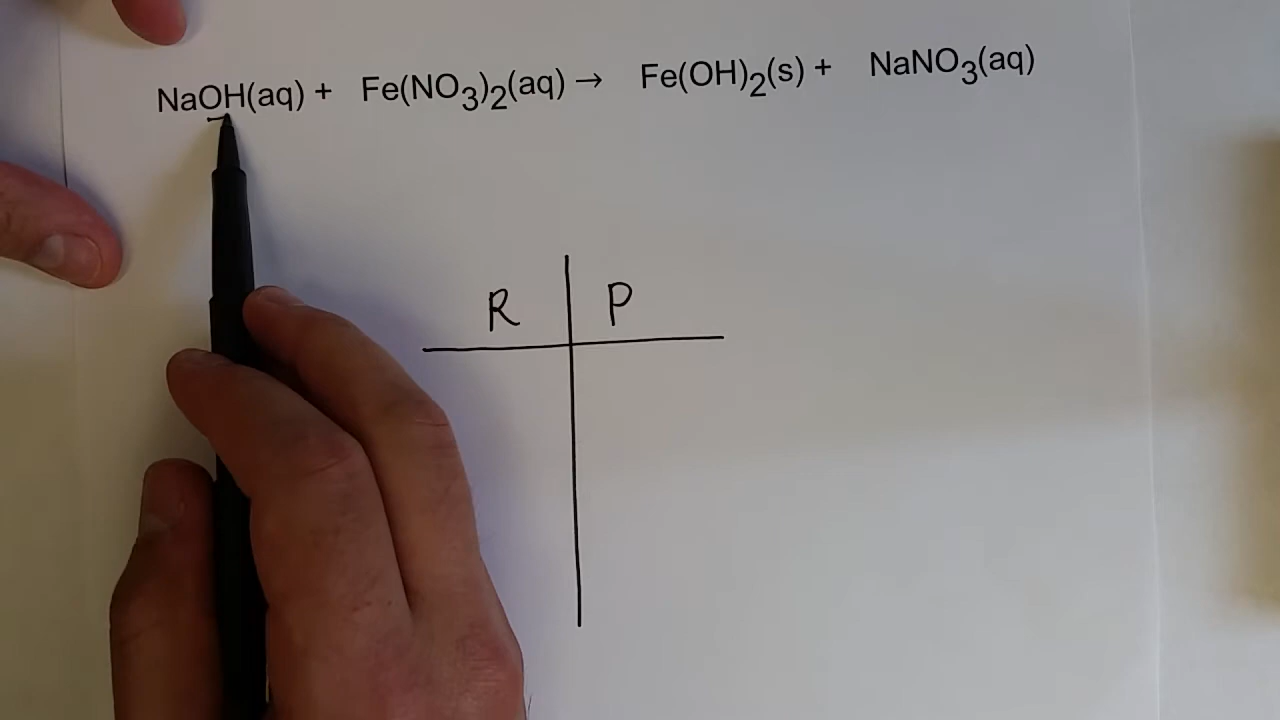 NaOH(aq) + Fe(NO₃)₂(aq) → Fe(OH)₂(s) + NaNO₃(aq)
R P